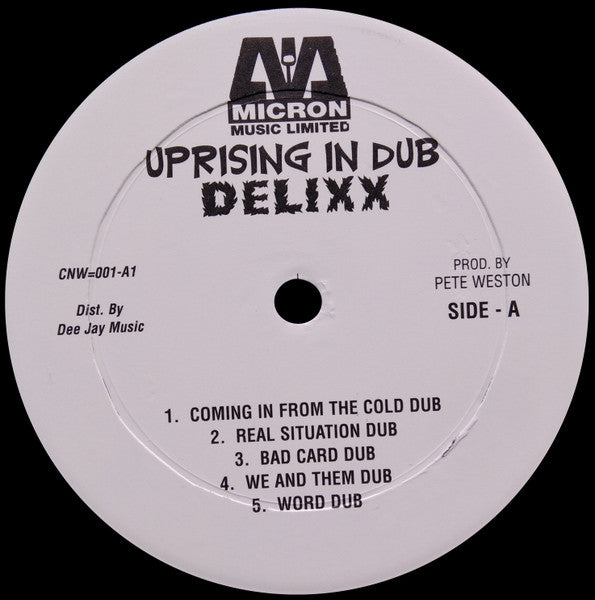 MICRON
MUSIC LIMITED
UPRISING IN DUB
DELIXX
CNW=001-A1
Dist. By
Dee Jay Music
PROD. BY
PETE WESTON
SIDE - A
1. COMING IN FROM THE COLD DUB
2. REAL SITUATION DUB
3. BAD CARD DUB
4. WE AND THEM DUB
5. WORD DUB